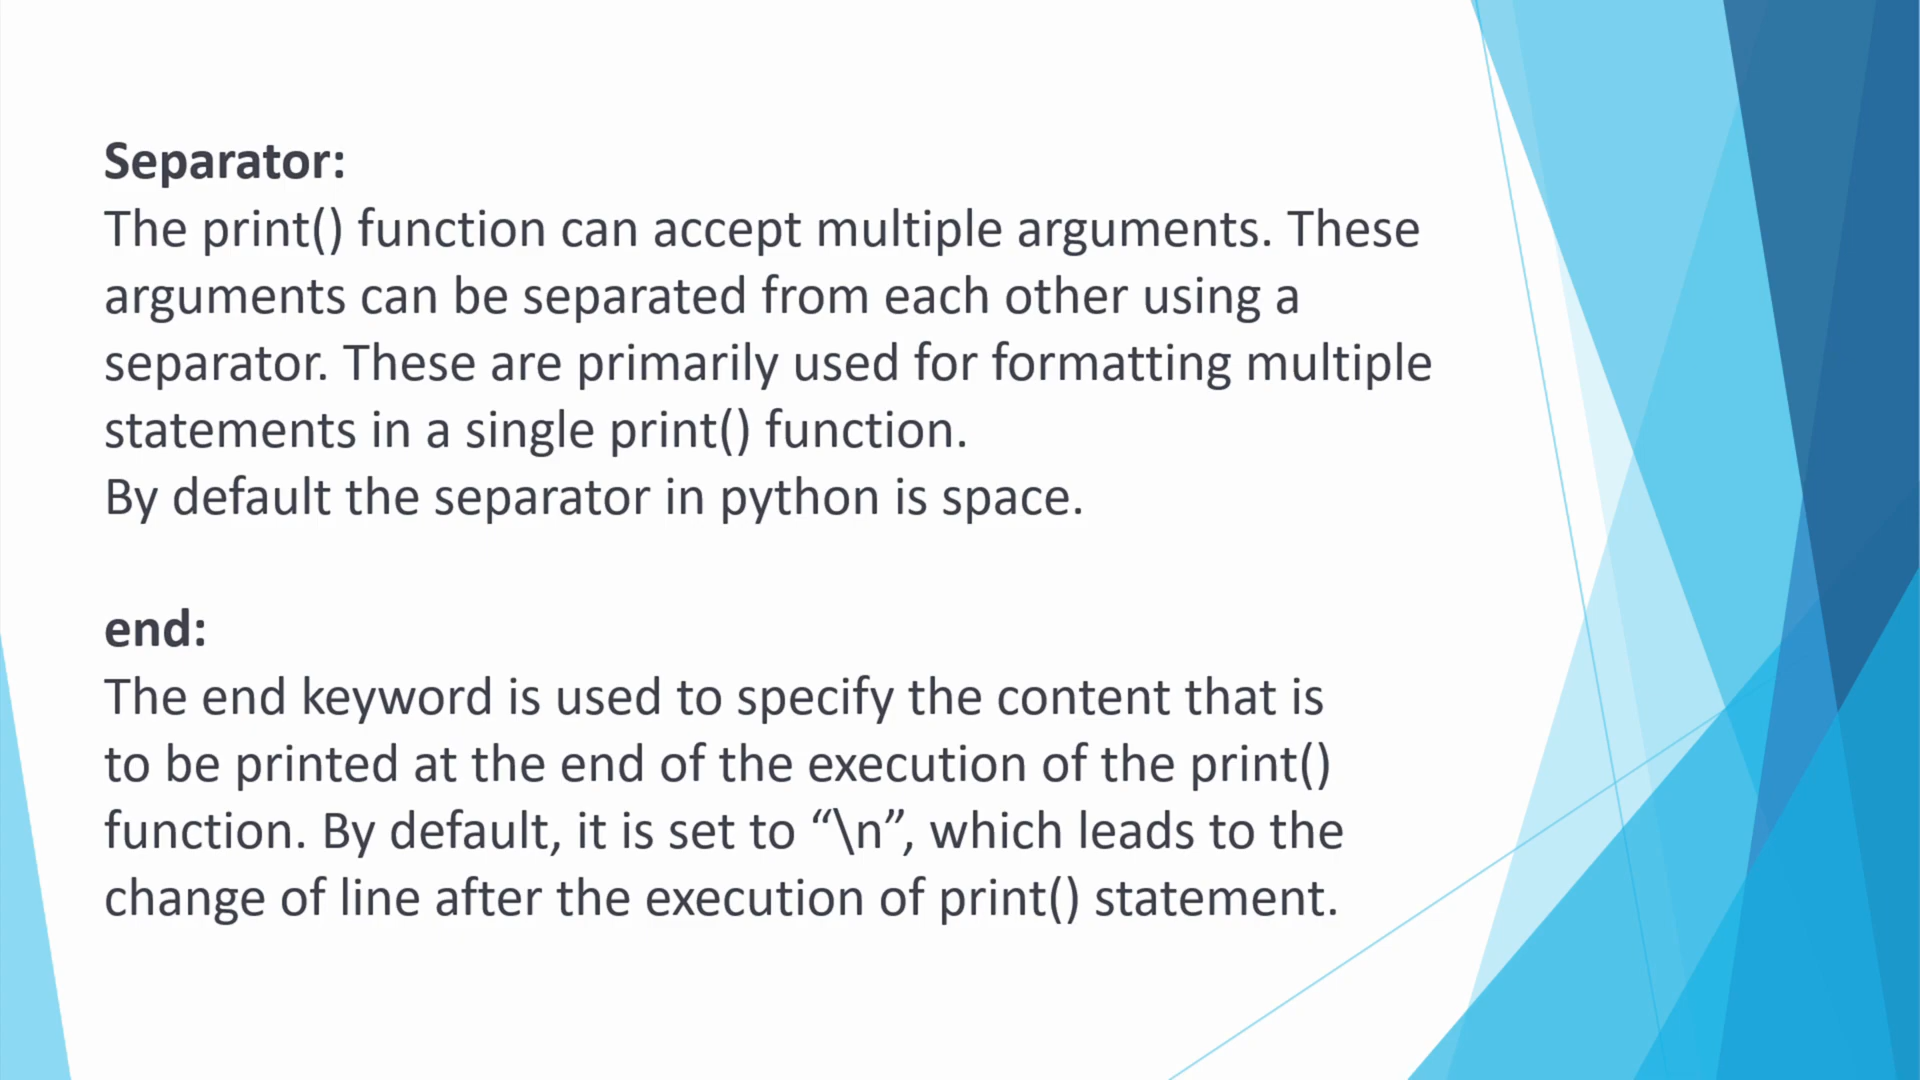 Separator:
The print() function can accept multiple arguments. These
arguments can be separated from each other using a
separator. These are primarily used for formatting multiple
statements in a single print() function.
By default the separator in python is space.
end:
The end keyword is used to specify the content that is
to be printed at the end of the execution of the print()
function. By default, it is set to “\n”, which leads to the
change of line after the execution of print() statement.